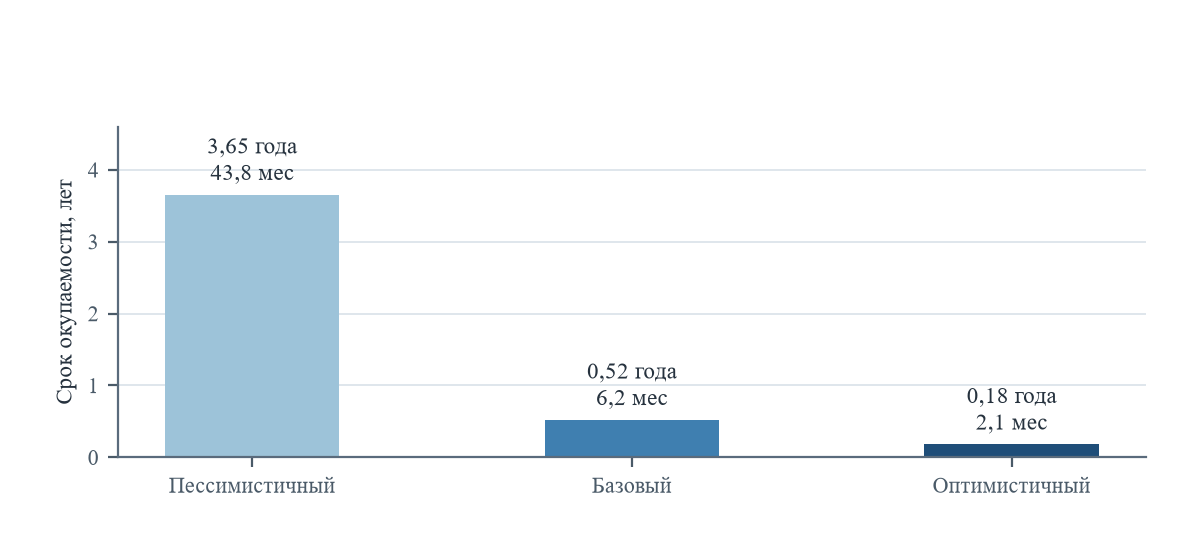 3,65 года
43,8 мес
4
3
2
1
0
Срок окупаемости, лет
0,52 года
6,2 мес
0,18 года
2,1 мес
Пессимистичный
Базовый
Оптимистичный